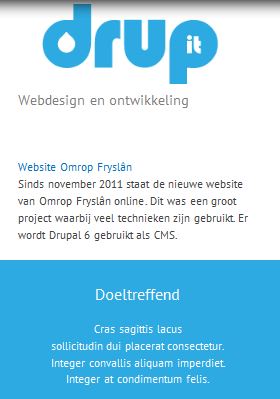 drup
it
Webdesign en ontwikkeling
Website Omrop Fryslân
Sinds november 2011 staat de nieuwe website
van Omrop Fryslân online. Dit was een groot
project waarbij veel technieken zijn gebruikt. Er
wordt Drupal 6 gebruikt als CMS.
Doeltreffend
Cras sagittis lacus
sollicitudin dui placerat consectetur.
Integer convallis aliquam imperdiet.
Integer at condimentum felis.